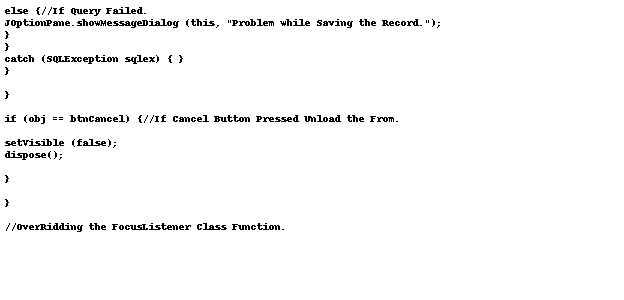 else {//If Query Failed.
JOptionPane.showMessageDialog (this, "Problem while Saving the Record.");
}
}
catch (SQLException sqlex) { }
}
}
if (obj == btnCancel) {//If Cancel Button Pressed Unload the From.
setVisible (false);
dispose();
}
}
//OverRidding the FocusListener Class Function.